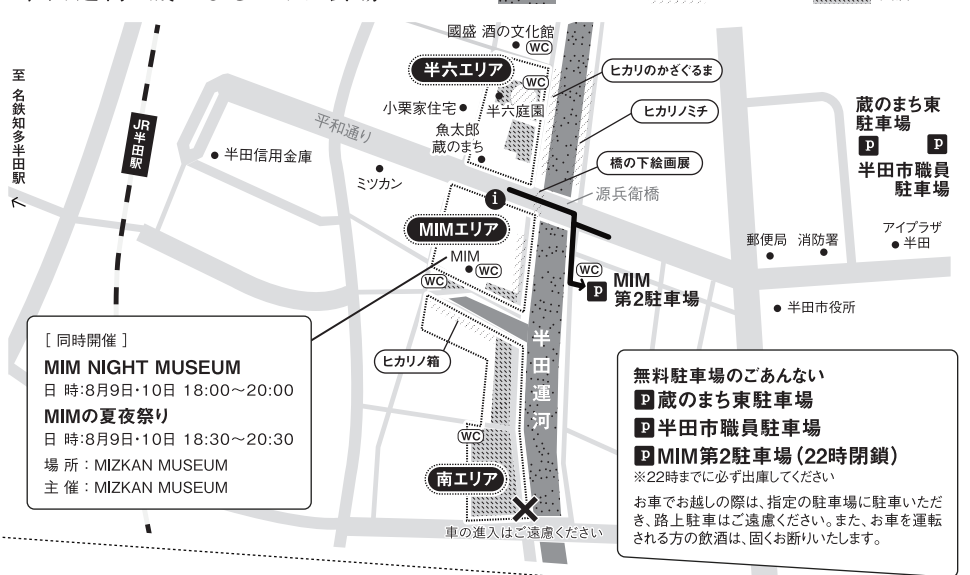 國盛 酒の文化館
WC
半六エリア
WC
ヒカリのかざぐるま
至 名鉄知多半田駅
JR半田駅
小栗家住宅
半六庭園
ヒカリノミチ
蔵のまち東
駐車場
P P
半田市職員
駐車場
平和通り
魚太郎
蔵のまち
半田信用金庫
ミツカン
橋の下絵画展
源兵衛橋
i
MIMエリア
MIM
WC
WC
WC
P MIM
第2駐車場
郵便局 消防署
アイプラザ
半田
半田市役所
半田運河
ヒカリノ箱
WC
南エリア
車の進入はご遠慮ください
[ 同時開催 ]
MIM NIGHT MUSEUM
日 時:8月9日・10日 18:00〜20:00
MIMの夏夜祭り
日 時:8月9日・10日 18:30〜20:30
場 所：MIZKAN MUSEUM
主 催：MIZKAN MUSEUM
無料駐車場のごあんない
P 蔵のまち東駐車場
P 半田市職員駐車場
P MIM第2駐車場（22時閉鎖）
※22時までに必ず出庫してください
お車でお越しの際は、指定の駐車場に駐車いただ
き、路上駐車はご遠慮ください。また、お車を運転
される方の飲酒は、固くお断りいたします。